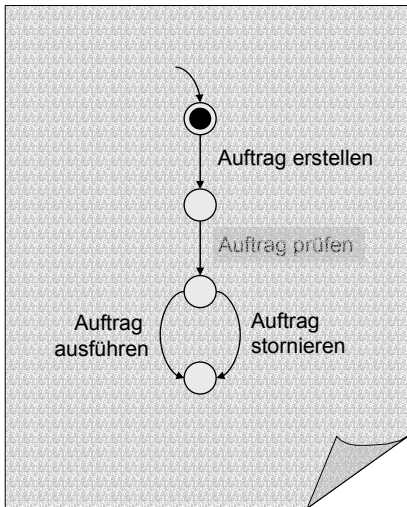 Auftrag erstellen
Auftrag prüfen
Auftrag
ausführen
Auftrag
stornieren